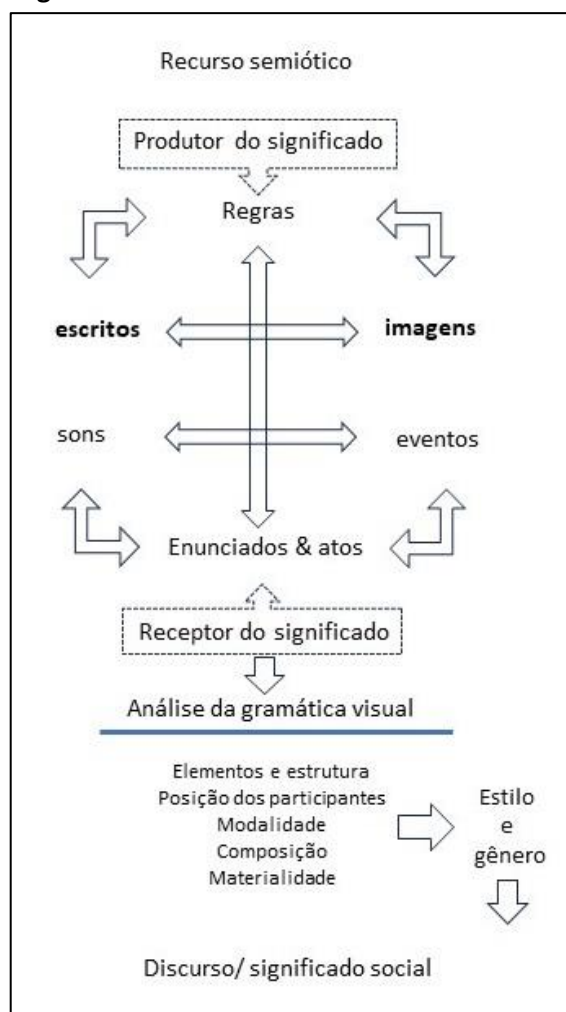 Recurso semiótico
Produtor do significado
Regras
escritos
imagens
sons
eventos
Enunciados & atos
Receptor do significado
Análise da gramática visual
Elementos e estrutura
Posição dos participantes
Modalidade
Composição
Materialidade
Estilo
e
gênero
Discurso/ significado social